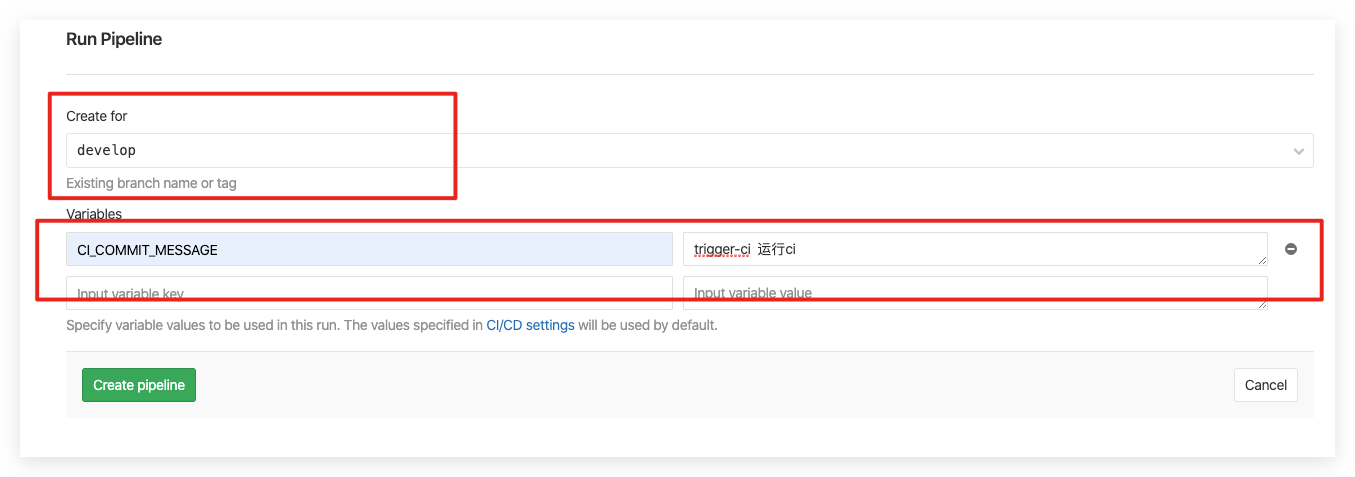 Run Pipeline
Create for
develop
Existing branch name or tag
Variables
CI_COMMIT_MESSAGE
trigger-ci 运行ci
Input variable key
Input variable value
Specify variable values to be used in this run. The values specified in CI/CD settings will be used by default.
Create pipeline
Cancel